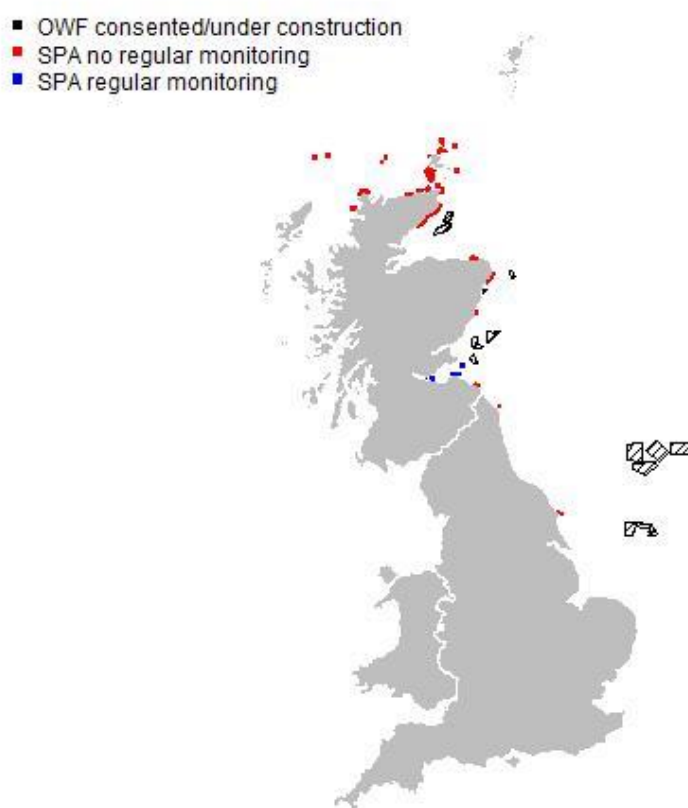 OWF consented/under construction
SPA no regular monitoring
SPA regular monitoring